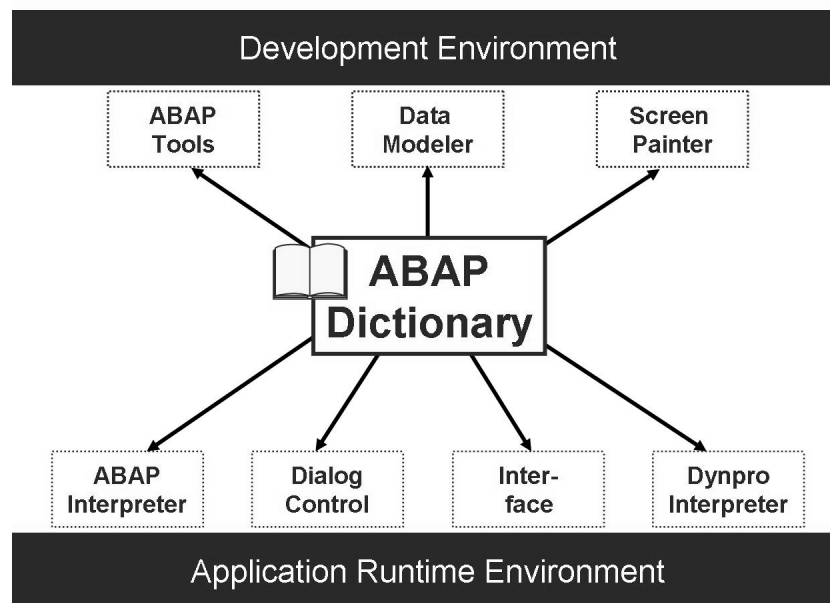 Development Environment
ABAP
Tools
Data
Modeler
Screen
Painter
ABAP
Dictionary
ABAP
Interpreter
Dialog
Control
Inter-
face
Dynpro
Interpreter
Application Runtime Environment